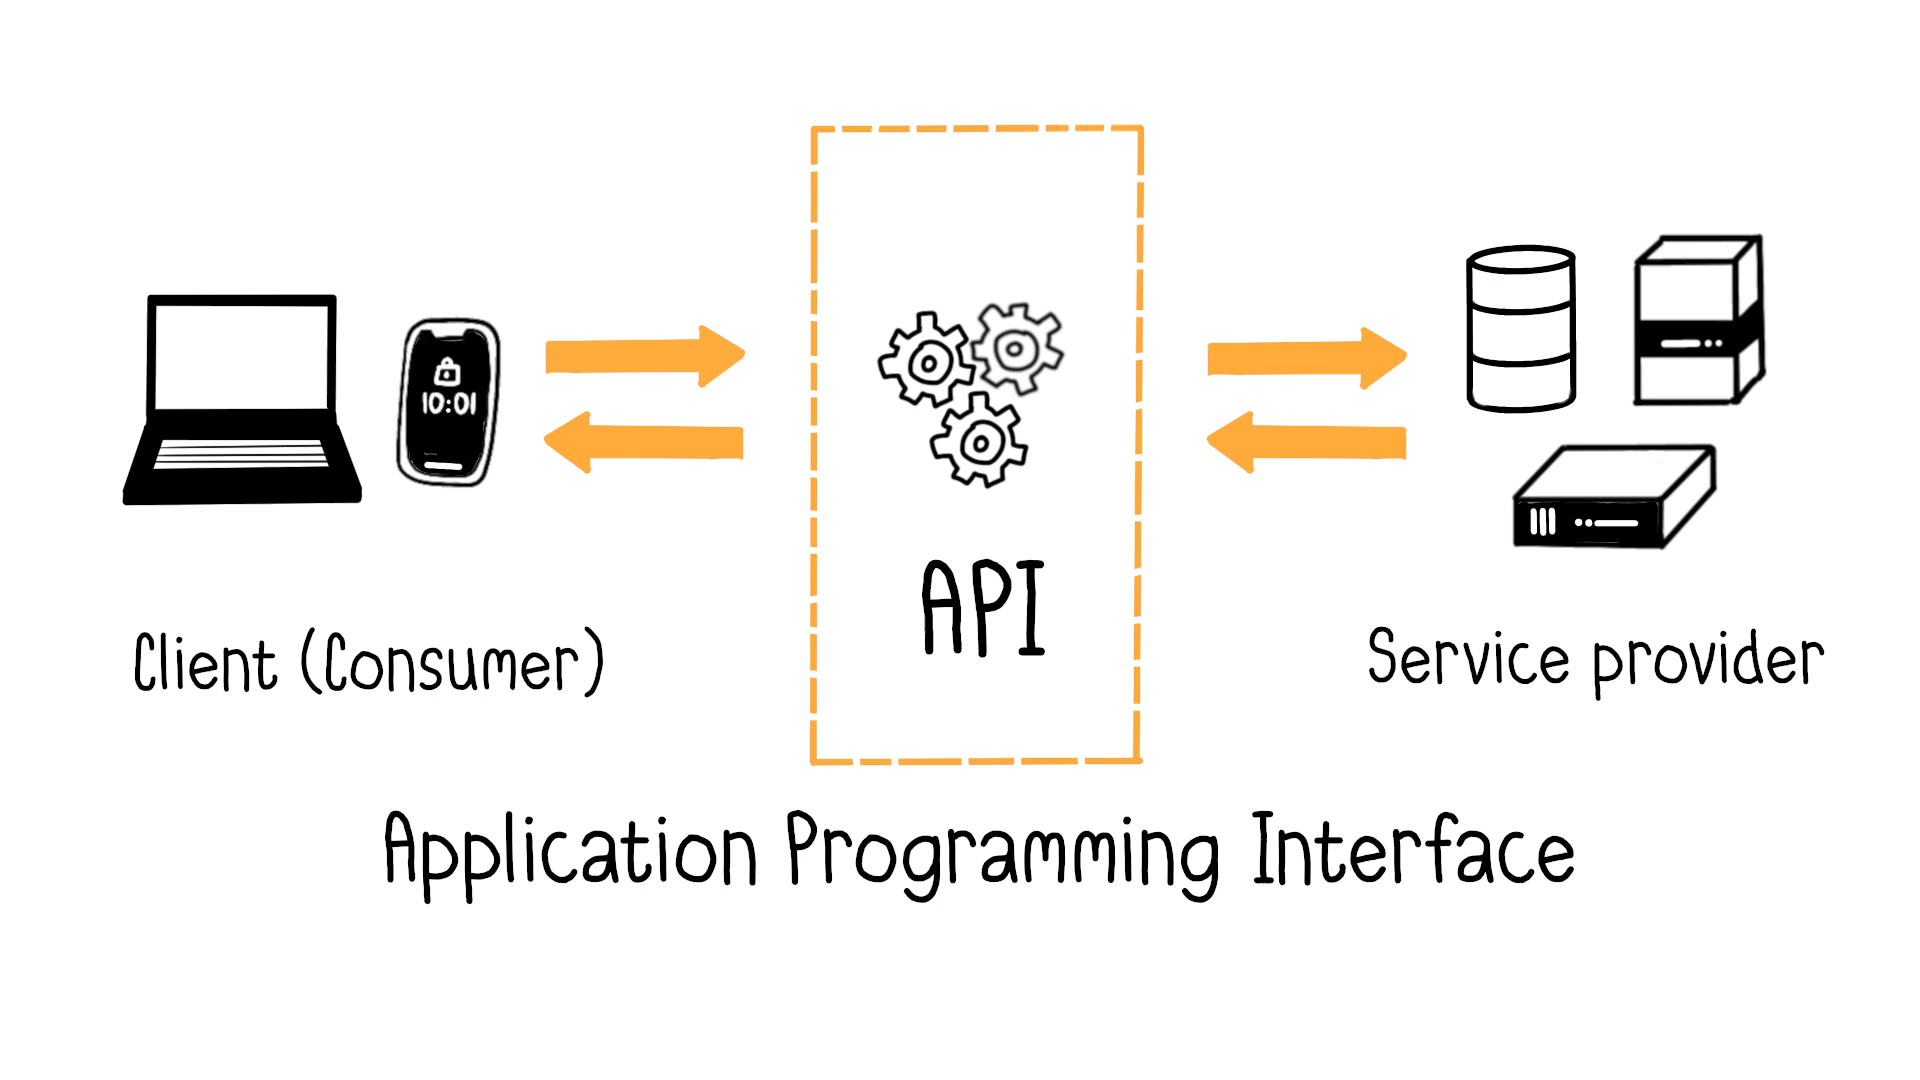 10:01
API
Client (Consumer)
Service provider
Application Programming Interface